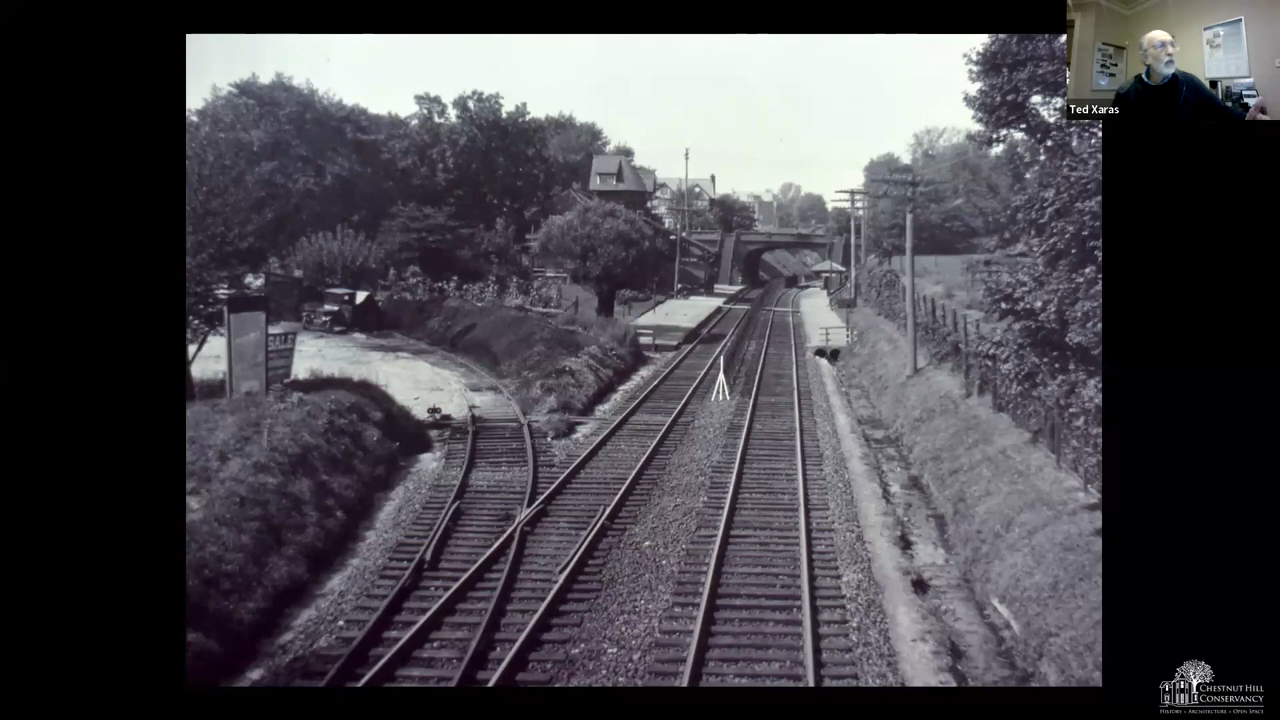 Ted Xaras
SALE
CHESTNUT HILL
CONSERVANCY
HISTORY • ARCHITECTURE • OPEN SPACE